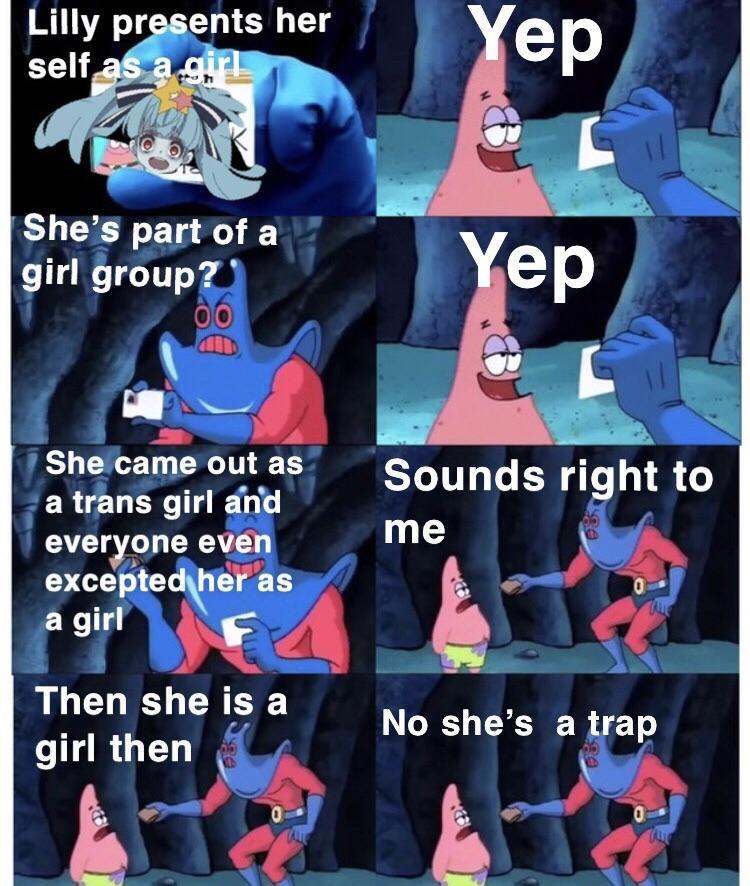 Lilly presents her
self as a girl
Yep
She's part of a
girl group?
Yep
She came out as
a trans girl and
everyone even
excepted her as
a girl
Sounds right to
me
Then she is a
girl then
No she's a trap